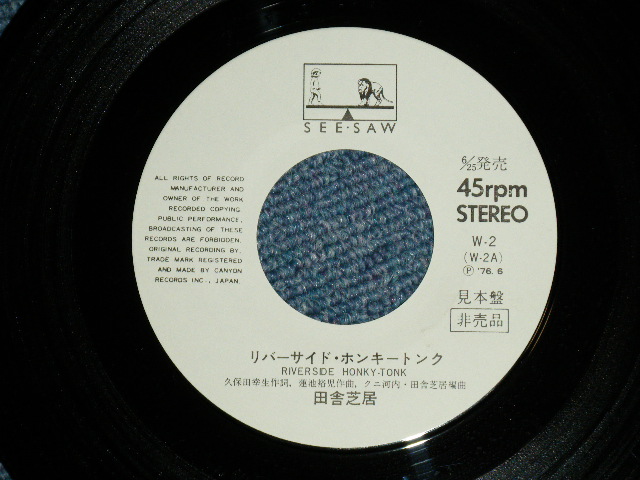 SEE·SAW
ALL RIGHTS OF RECORD
MANUFACTURER AND
OWNER OF THE WORK
RECORDED COPYING,
PUBLIC PERFORMANCE,
BROADCASTING OF THESE
RECORDS ARE FORBIDDEN.
ORIGINAL RECORDING BY,
TRADE MARK REGISTERED
AND MADE BY CANYON
RECORDS INC., JAPAN.
6/25発売
45rpm
STEREO
W-2
(W-2A)
Ⓟ '76. 6
見本盤
非売品
リバーサイド・ホンキートンク
RIVERSIDE HONKY-TONK
久保田幸生作詞, 蓮池裕児作曲, クニ河内・田舎芝居編曲
田舎芝居